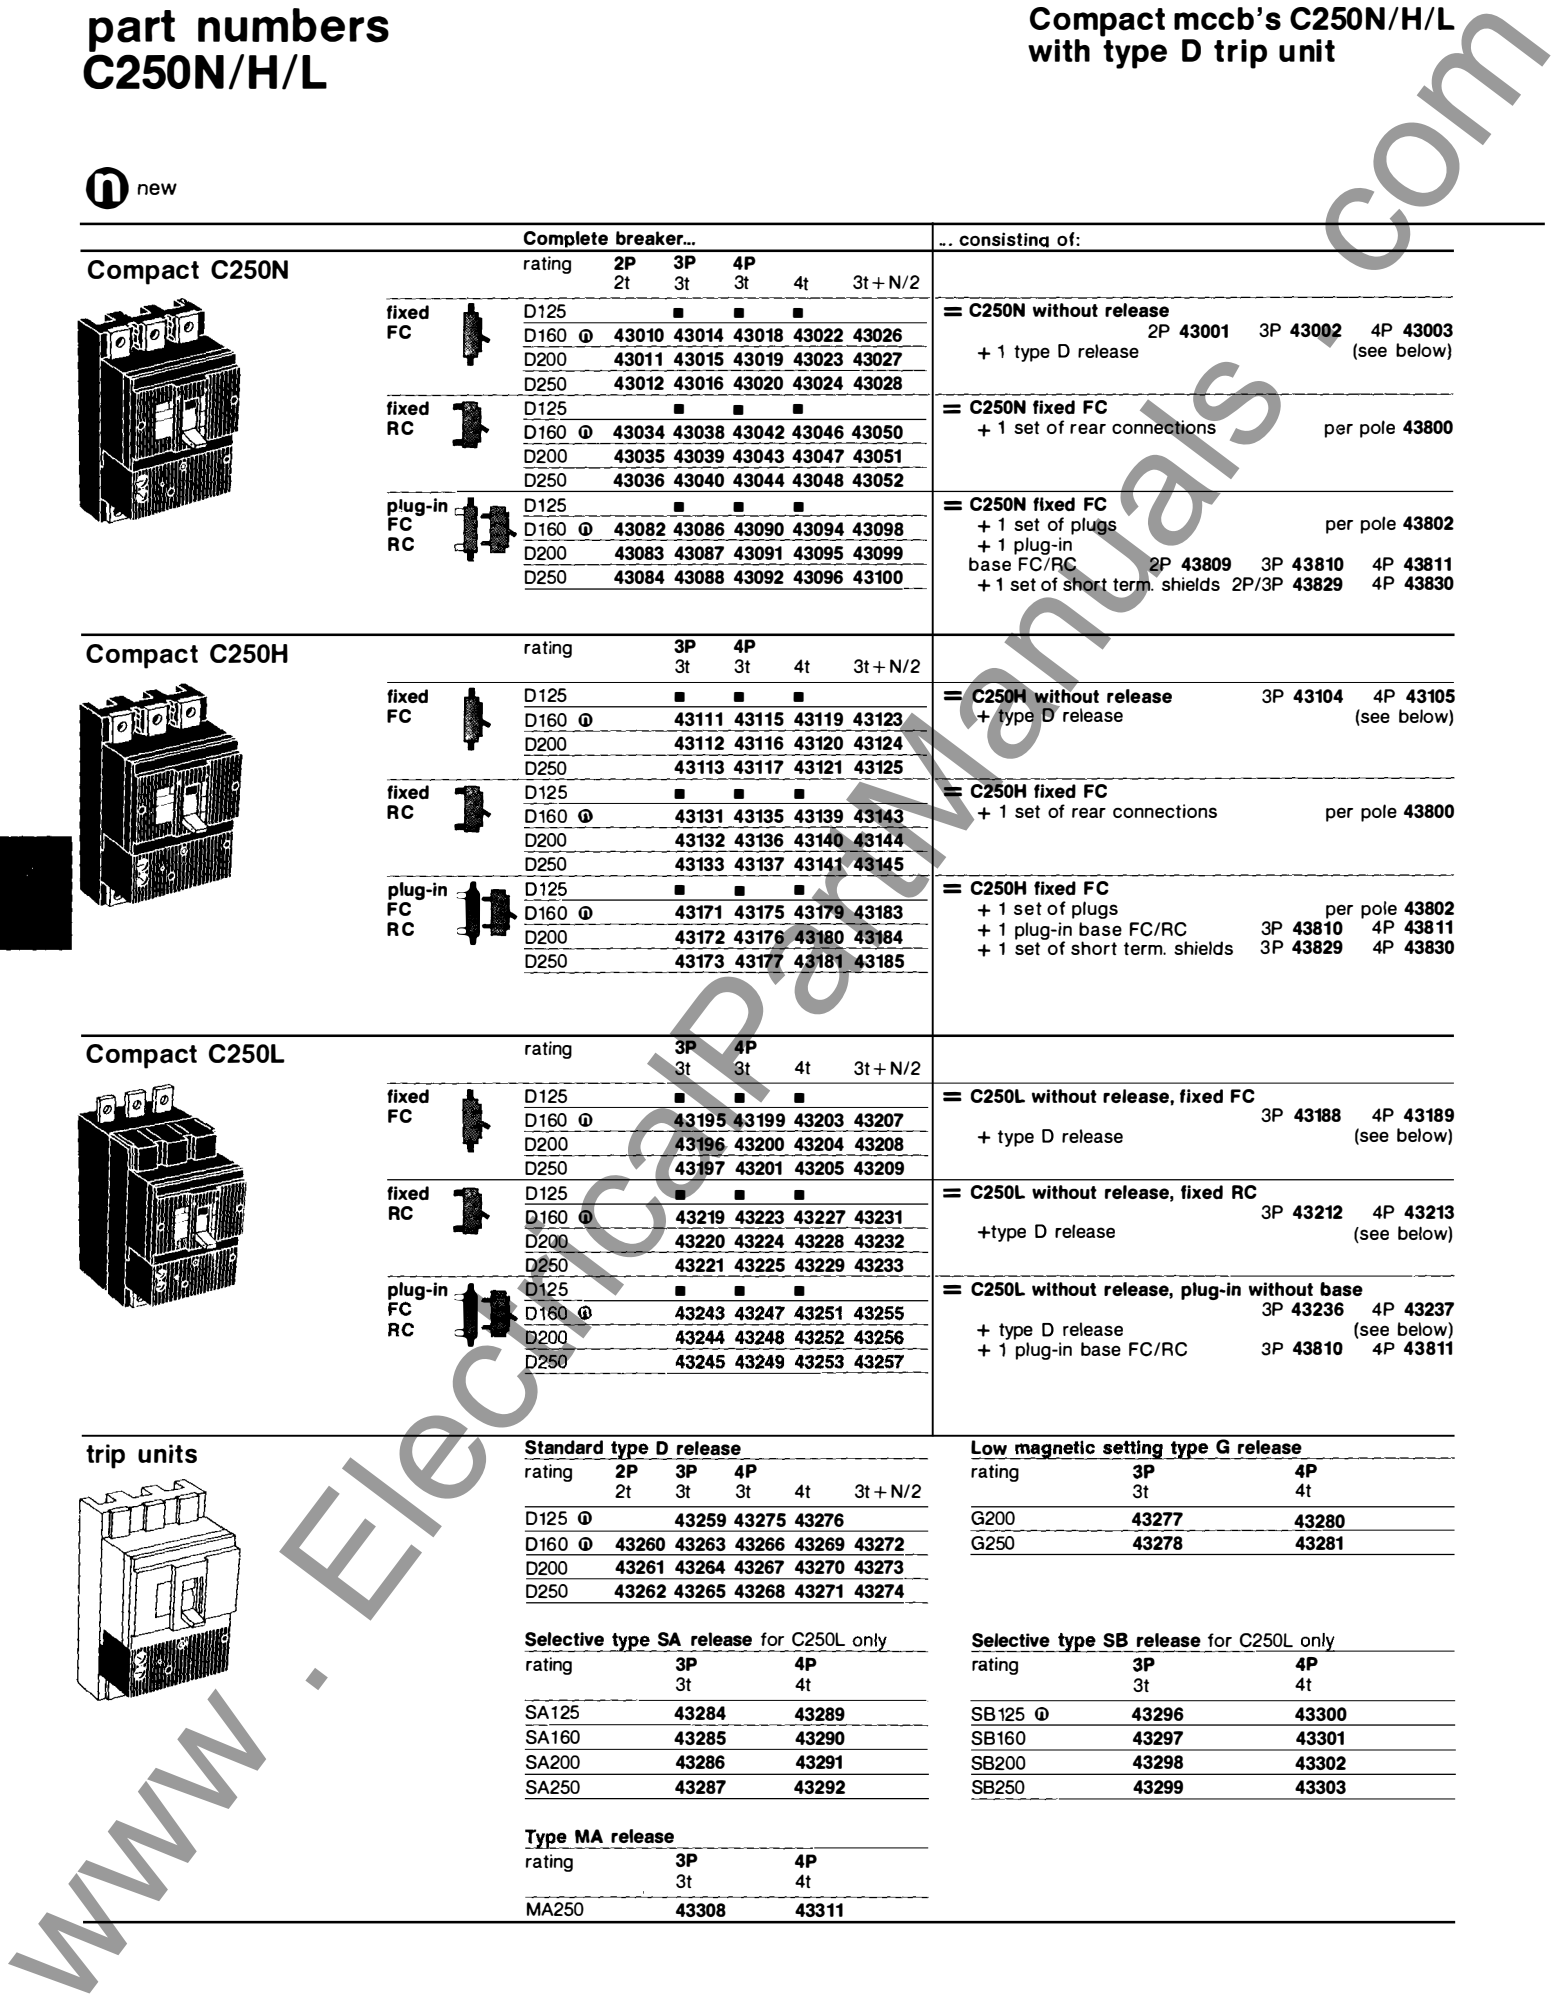 part numbers
C250N/H/L
Compact mccb's C250N/H/L
with type D trip unit
n new
Complete breaker... ... consisting of:
Compact C250N
rating 2P 3P 4P
2t 3t 3t 4t 3t+N/2
fixed FC
D125 ■ ■ ■
D160 n 43010 43014 43018 43022 43026
D200 43011 43015 43019 43023 43027
D250 43012 43016 43020 43024 43028
= C250N without release
2P 43001 3P 43002 4P 43003
+ 1 type D release (see below)
fixed RC
D125 ■ ■ ■
D160 n 43034 43038 43042 43046 43050
D200 43035 43039 43043 43047 43051
D250 43036 43040 43044 43048 43052
= C250N fixed FC
+ 1 set of rear connections per pole 43800
plug-in FC RC
D125 ■ ■ ■
D160 n 43082 43086 43090 43094 43098
D200 43083 43087 43091 43095 43099
D250 43084 43088 43092 43096 43100
= C250N fixed FC
+ 1 set of plugs per pole 43802
+ 1 plug-in
base FC/RC 2P 43809 3P 43810 4P 43811
+ 1 set of short term. shields 2P/3P 43829 4P 43830
Compact C250H
rating 3P 4P
3t 3t 4t 3t+N/2
fixed FC
D125 ■ ■ ■
D160 n 43111 43115 43119 43123
D200 43112 43116 43120 43124
D250 43113 43117 43121 43125
= C250H without release 3P 43104 4P 43105
+ type D release (see below)
fixed RC
D125 ■ ■ ■
D160 n 43131 43135 43139 43143
D200 43132 43136 43140 43144
D250 43133 43137 43141 43145
= C250H fixed FC
+ 1 set of rear connections per pole 43800
plug-in FC RC
D125 ■ ■ ■
D160 n 43171 43175 43179 43183
D200 43172 43176 43180 43184
D250 43173 43177 43181 43185
= C250H fixed FC
+ 1 set of plugs per pole 43802
+ 1 plug-in base FC/RC 3P 43810 4P 43811
+ 1 set of short term. shields 3P 43829 4P 43830
Compact C250L
rating 3P 4P
3t 3t 4t 3t+N/2
fixed FC
D125 ■ ■ ■
D160 n 43195 43199 43203 43207
D200 43196 43200 43204 43208
D250 43197 43201 43205 43209
= C250L without release, fixed FC
3P 43188 4P 43189
+ type D release (see below)
fixed RC
D125 ■ ■ ■
D160 n 43219 43223 43227 43231
D200 43220 43224 43228 43232
D250 43221 43225 43229 43233
= C250L without release, fixed RC
3P 43212 4P 43213
+type D release (see below)
plug-in FC RC
D125 ■ ■ ■
D160 n 43243 43247 43251 43255
D200 43244 43248 43252 43256
D250 43245 43249 43253 43257
= C250L without release, plug-in without base
3P 43236 4P 43237
+ type D release (see below)
+ 1 plug-in base FC/RC 3P 43810 4P 43811
trip units
Standard type D release
rating 2P 3P 4P
2t 3t 3t 4t 3t+N/2
D125 n 43259 43275 43276
D160 n 43260 43263 43266 43269 43272
D200 43261 43264 43267 43270 43273
D250 43262 43265 43268 43271 43274
Low magnetic setting type G release
rating 3P 4P
3t 4t
G200 43277 43280
G250 43278 43281
Selective type SA release for C250L only
rating 3P 4P
3t 4t
SA125 43284 43289
SA160 43285 43290
SA200 43286 43291
SA250 43287 43292
Selective type SB release for C250L only
rating 3P 4P
3t 4t
SB125 n 43296 43300
SB160 43297 43301
SB200 43298 43302
SB250 43299 43303
Type MA release
rating 3P 4P
3t 4t
MA250 43308 43311
www.ElectricalPartManuals.com